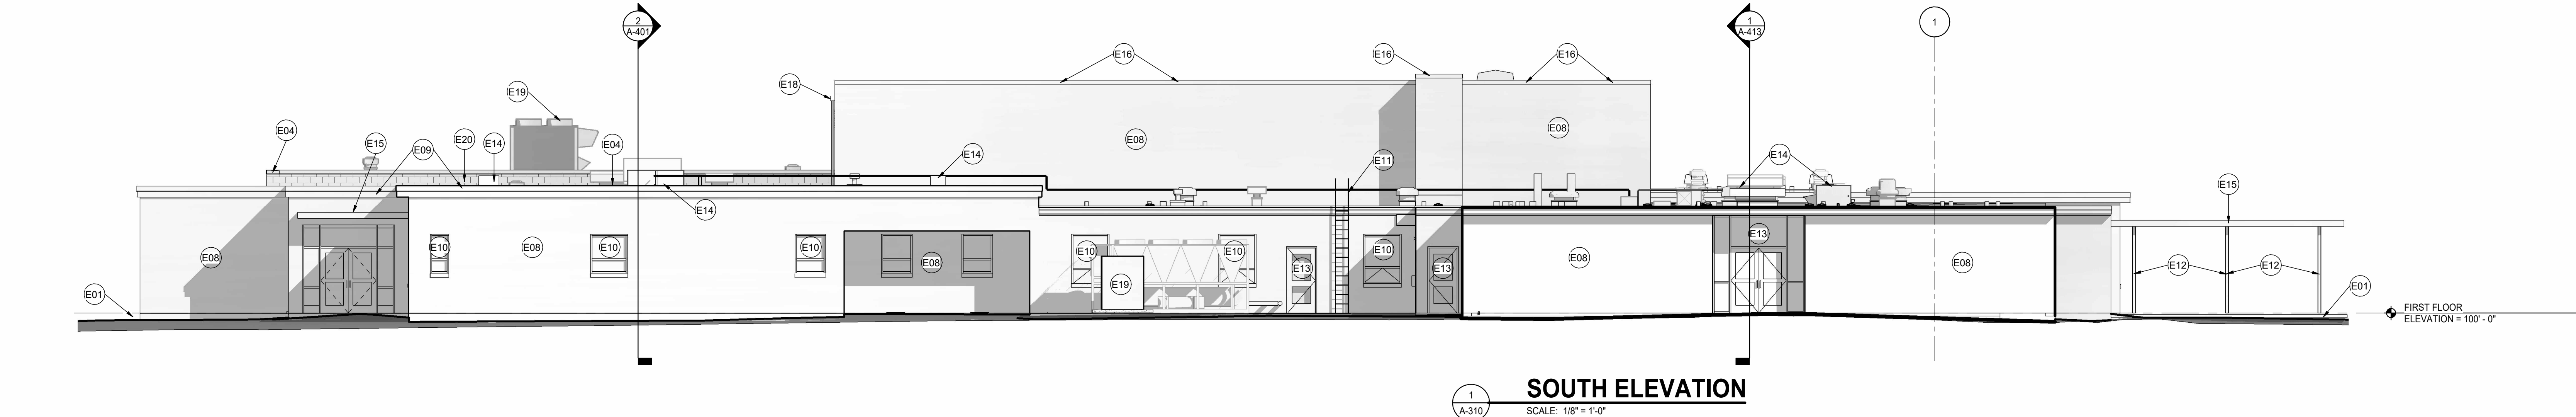 2
A-401
1
A-413
1
E16
E16
E16
E18
E19
E04
E15
E09
E20
E14
E04
E08
E08
E14
E11
E14
E15
E14
E08
E10
E08
E10
E10
E08
E10
E10
E10
E13
E13
E19
E08
E13
E08
E12
E12
E01
E01
FIRST FLOOR
ELEVATION = 100' - 0"
1
A-310
SOUTH ELEVATION
SCALE: 1/8" = 1'-0"